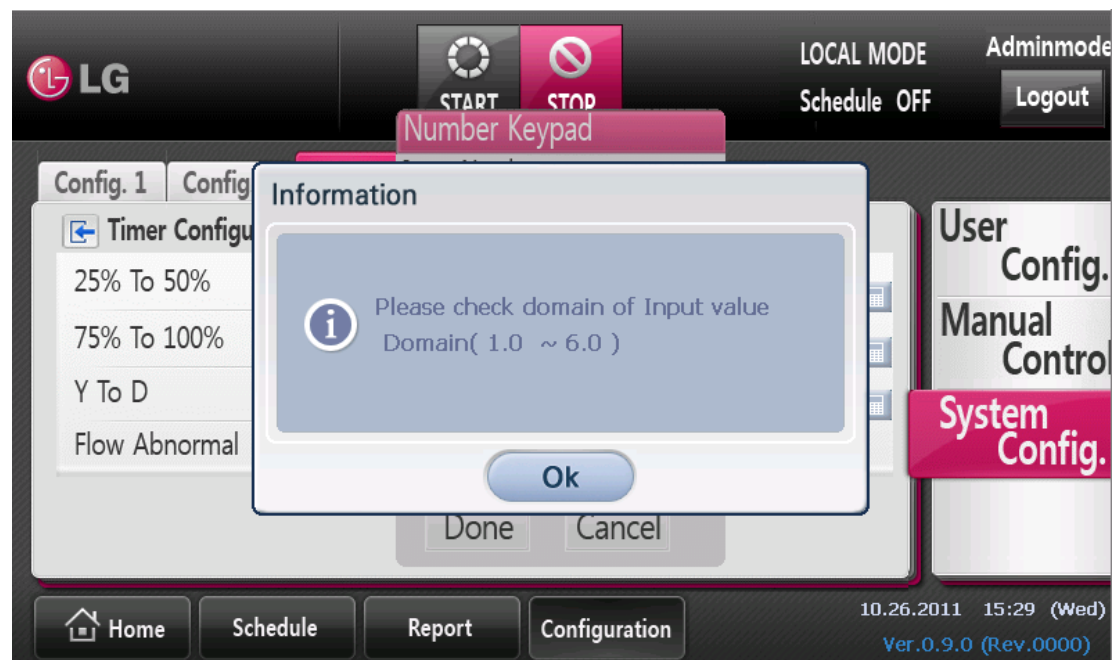 LG
START
STOP
LOCAL MODE
Schedule OFF
Adminmode
Logout
Number Keypad
Config. 1
Config
Information
Timer Configu
25% To 50%
75% To 100%
Y To D
Flow Abnormal
Please check domain of Input value
Domain( 1.0 ~ 6.0 )
Ok
Done
Cancel
User
Config.
Manual
Control
System
Config.
Home
Schedule
Report
Configuration
10.26.2011 15:29 (Wed)
Ver.0.9.0 (Rev.0000)